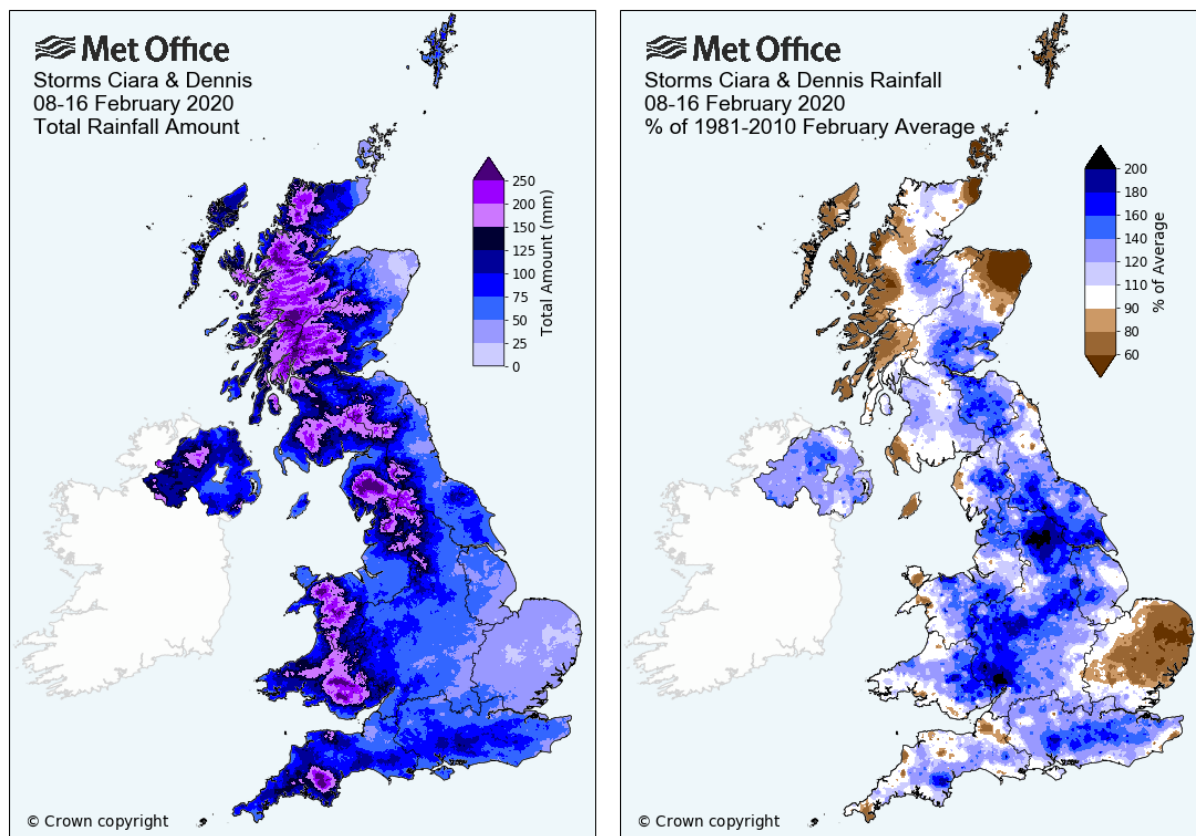 Met Office
Storms Ciara & Dennis
08-16 February 2020
Total Rainfall Amount
250
200
150
125
100
75
50
25
0
Total Amount (mm)
© Crown copyright
Met Office
Storms Ciara & Dennis Rainfall
08-16 February 2020
% of 1981-2010 February Average
200
180
160
140
120
110
90
80
60
% of Average
© Crown copyright